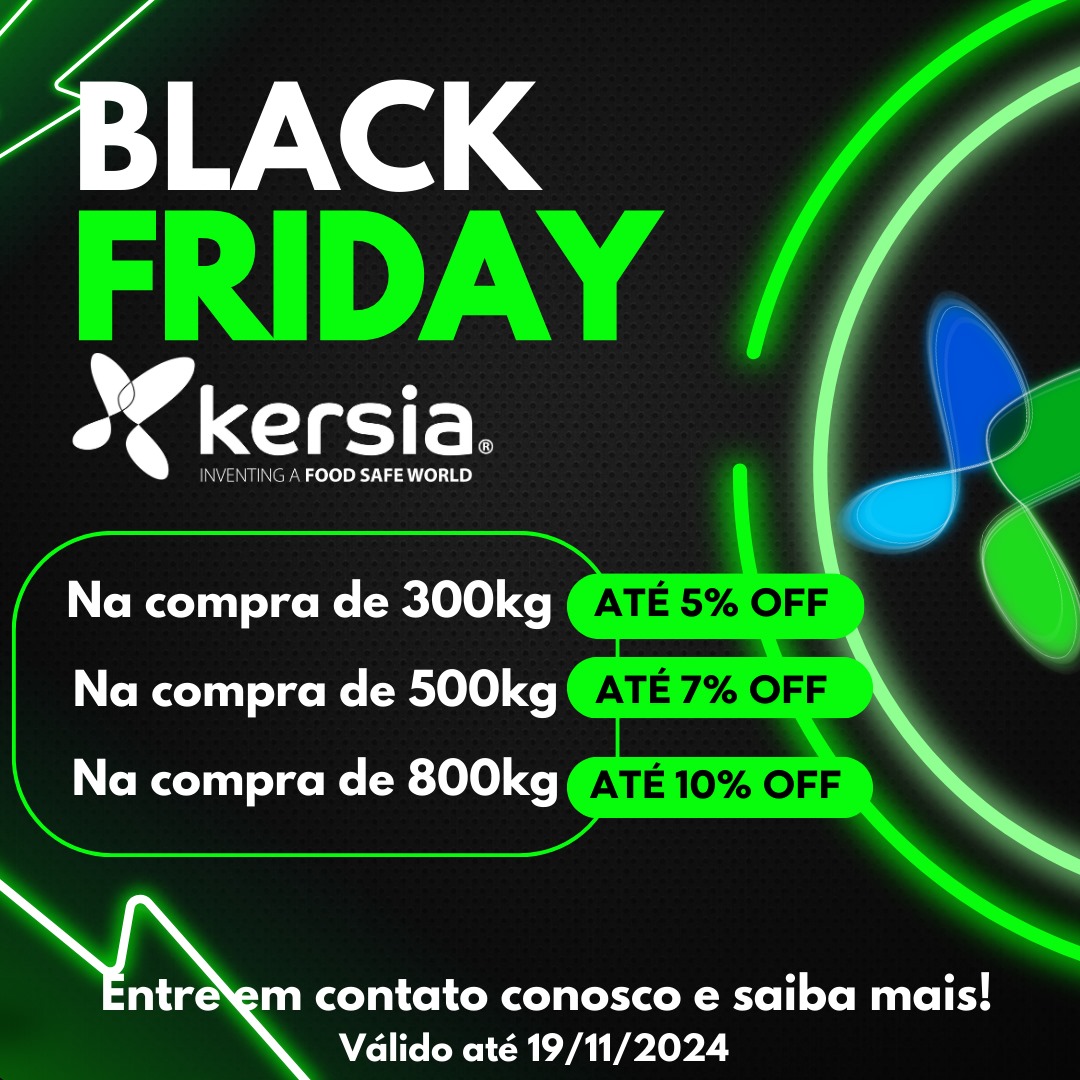 BLACK
FRIDAY
kersia®
INVENTING A FOOD SAFE WORLD
Na compra de 300kg ATÉ 5% OFF
Na compra de 500kg ATÉ 7% OFF
Na compra de 800kg ATÉ 10% OFF
Entre em contato conosco e saiba mais!
Válido até 19/11/2024